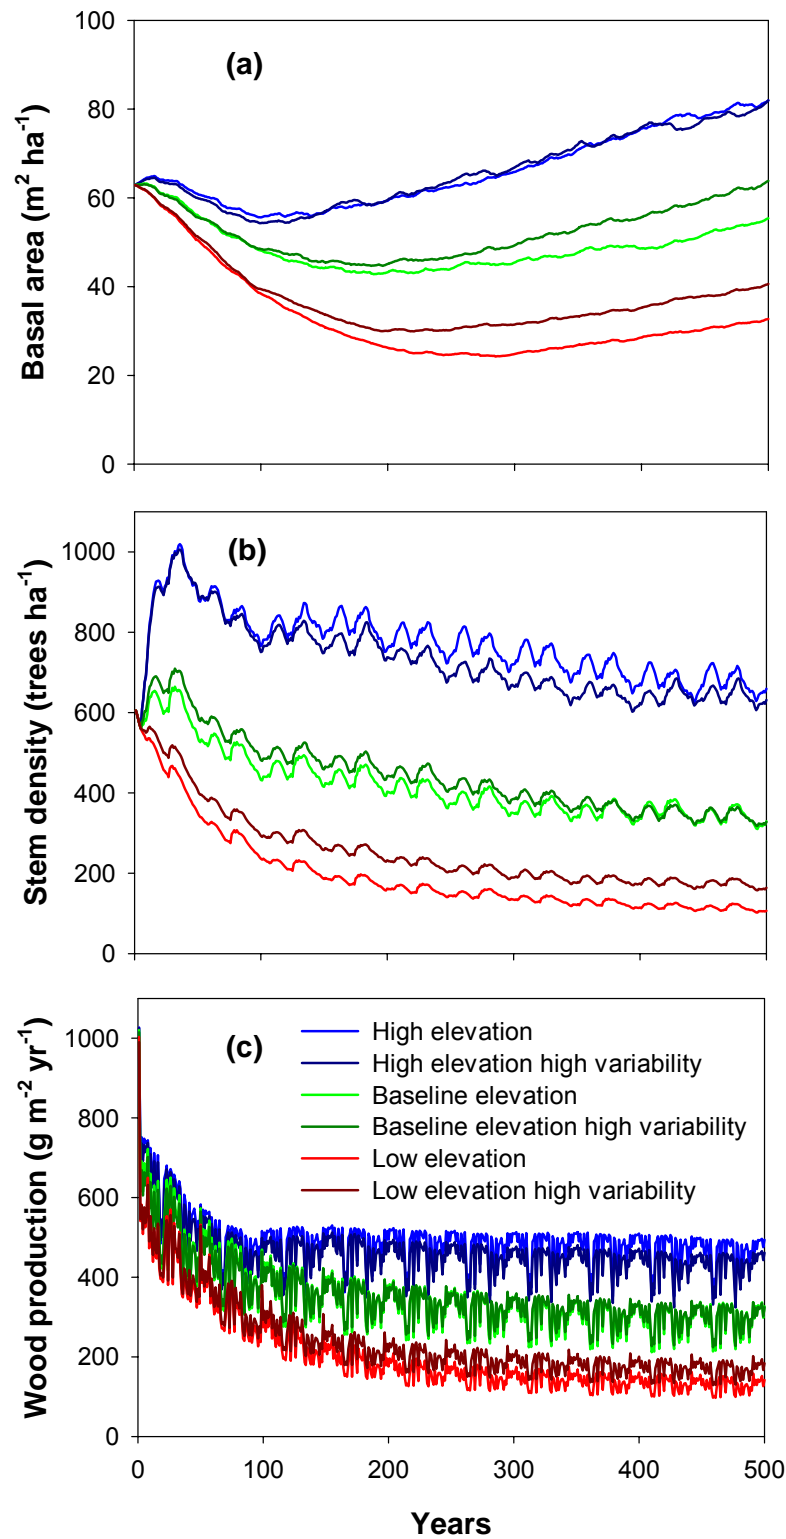 (a)
Basal area (m² ha⁻¹)
100
80
60
40
20
0
(b)
Stem density (trees ha⁻¹)
1000
800
600
400
200
0
(c)
Wood production (g m⁻² yr⁻¹)
1000
800
600
400
200
0
High elevation
High elevation high variability
Baseline elevation
Baseline elevation high variability
Low elevation
Low elevation high variability
0 100 200 300 400 500
Years